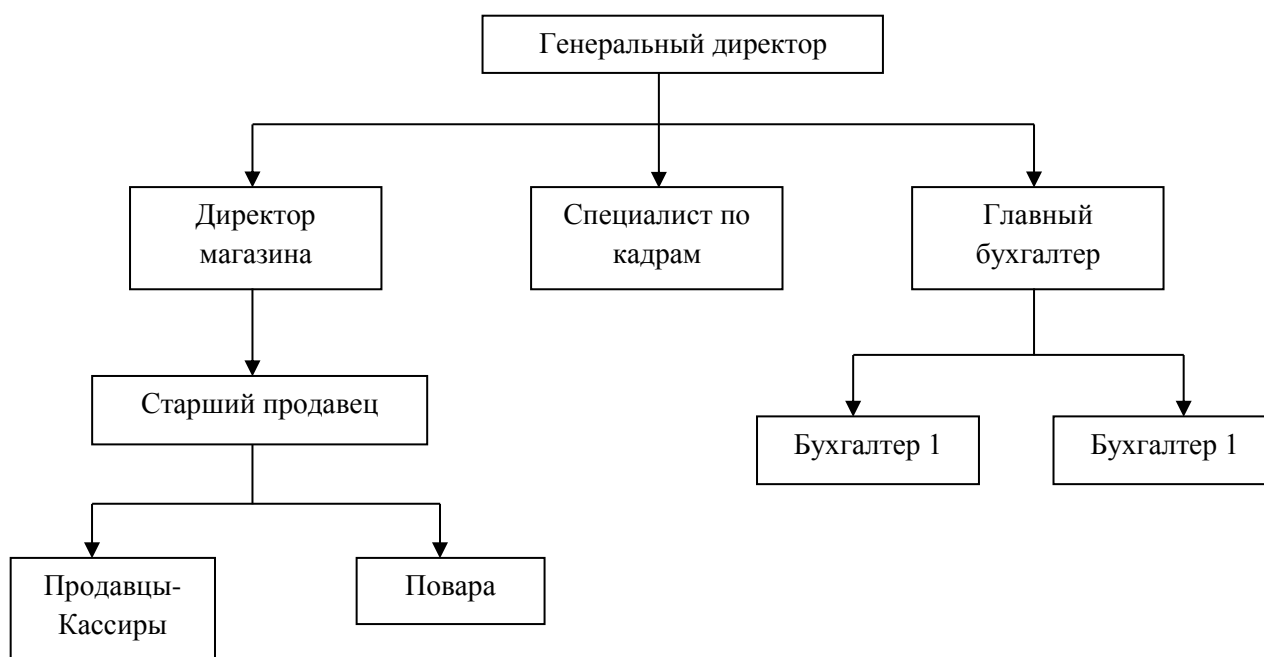 Генеральный директор
Директор
магазина
Специалист по
кадрам
Главный
бухгалтер
Старший продавец
Бухгалтер 1
Бухгалтер 1
Продавцы-
Кассиры
Повара